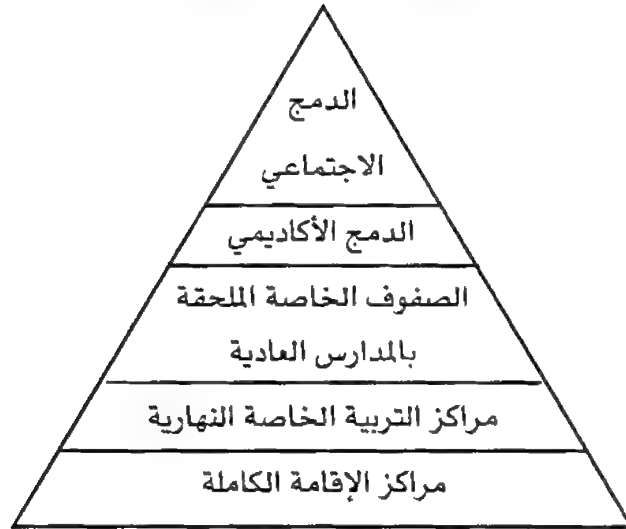 الدمج
الاجتماعي
الدمج الأكاديمي
الصفوف الخاصة الملحقة
بالمدارس العادية
مراكز التربية الخاصة النهارية
مراكز الإقامة الكاملة